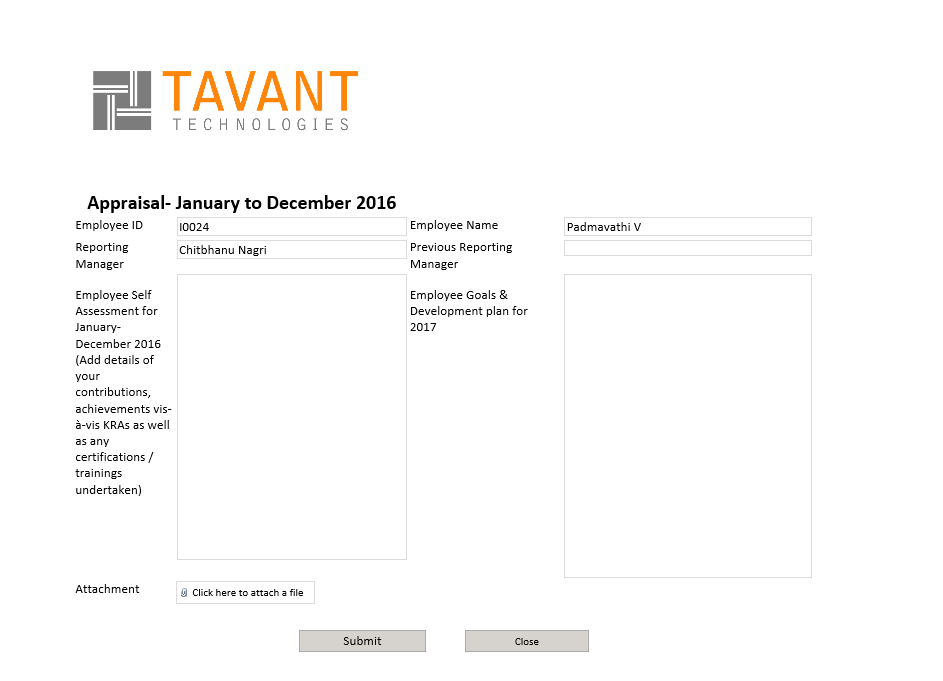 TAVANT
TECHNOLOGIES
Appraisal- January to December 2016
Employee ID
I0024
Employee Name
Padmavathi V
Reporting
Manager
Chitbhanu Nagri
Previous Reporting
Manager
Employee Self
Assessment for
January-
December 2016
(Add details of
your
contributions,
achievements vis-
à-vis KRAs as well
as any
certifications /
trainings
undertaken)
Employee Goals &
Development plan for
2017
Attachment
Click here to attach a file
Submit
Close